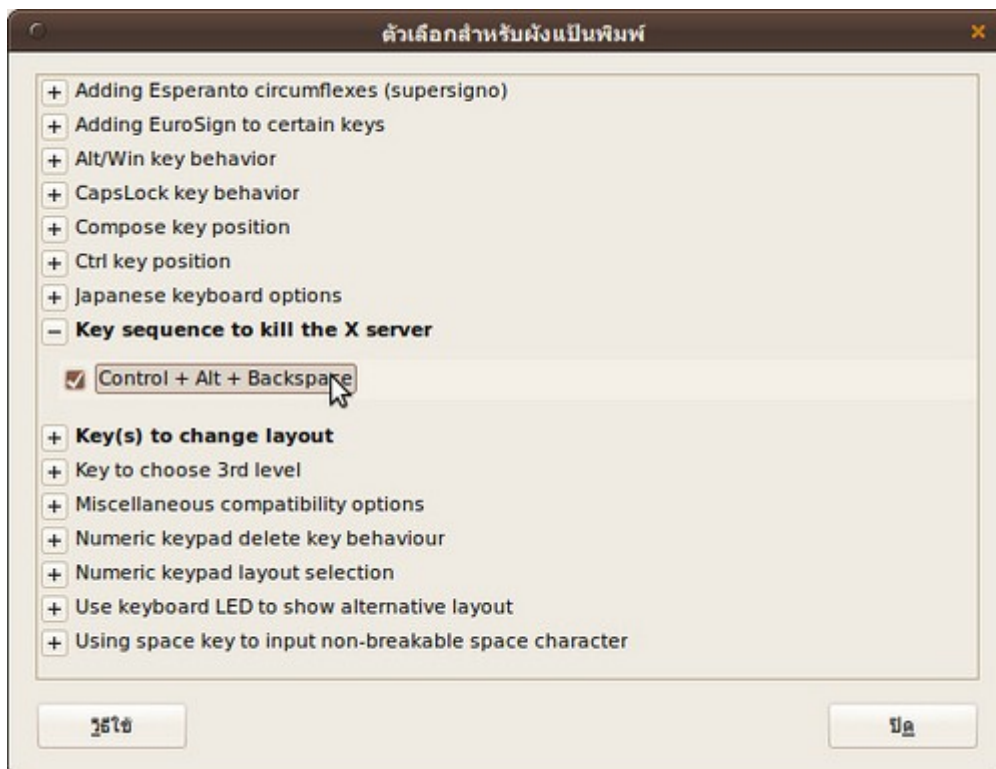 ตัวเลือกสำหรับผังแป้นพิมพ์
Adding Esperanto circumflexes (supersigno)
Adding EuroSign to certain keys
Alt/Win key behavior
CapsLock key behavior
Compose key position
Ctrl key position
Japanese keyboard options
Key sequence to kill the X server
Control + Alt + Backspace
Key(s) to change layout
Key to choose 3rd level
Miscellaneous compatibility options
Numeric keypad delete key behaviour
Numeric keypad layout selection
Use keyboard LED to show alternative layout
Using space key to input non-breakable space character
วิธีใช้
ปิด